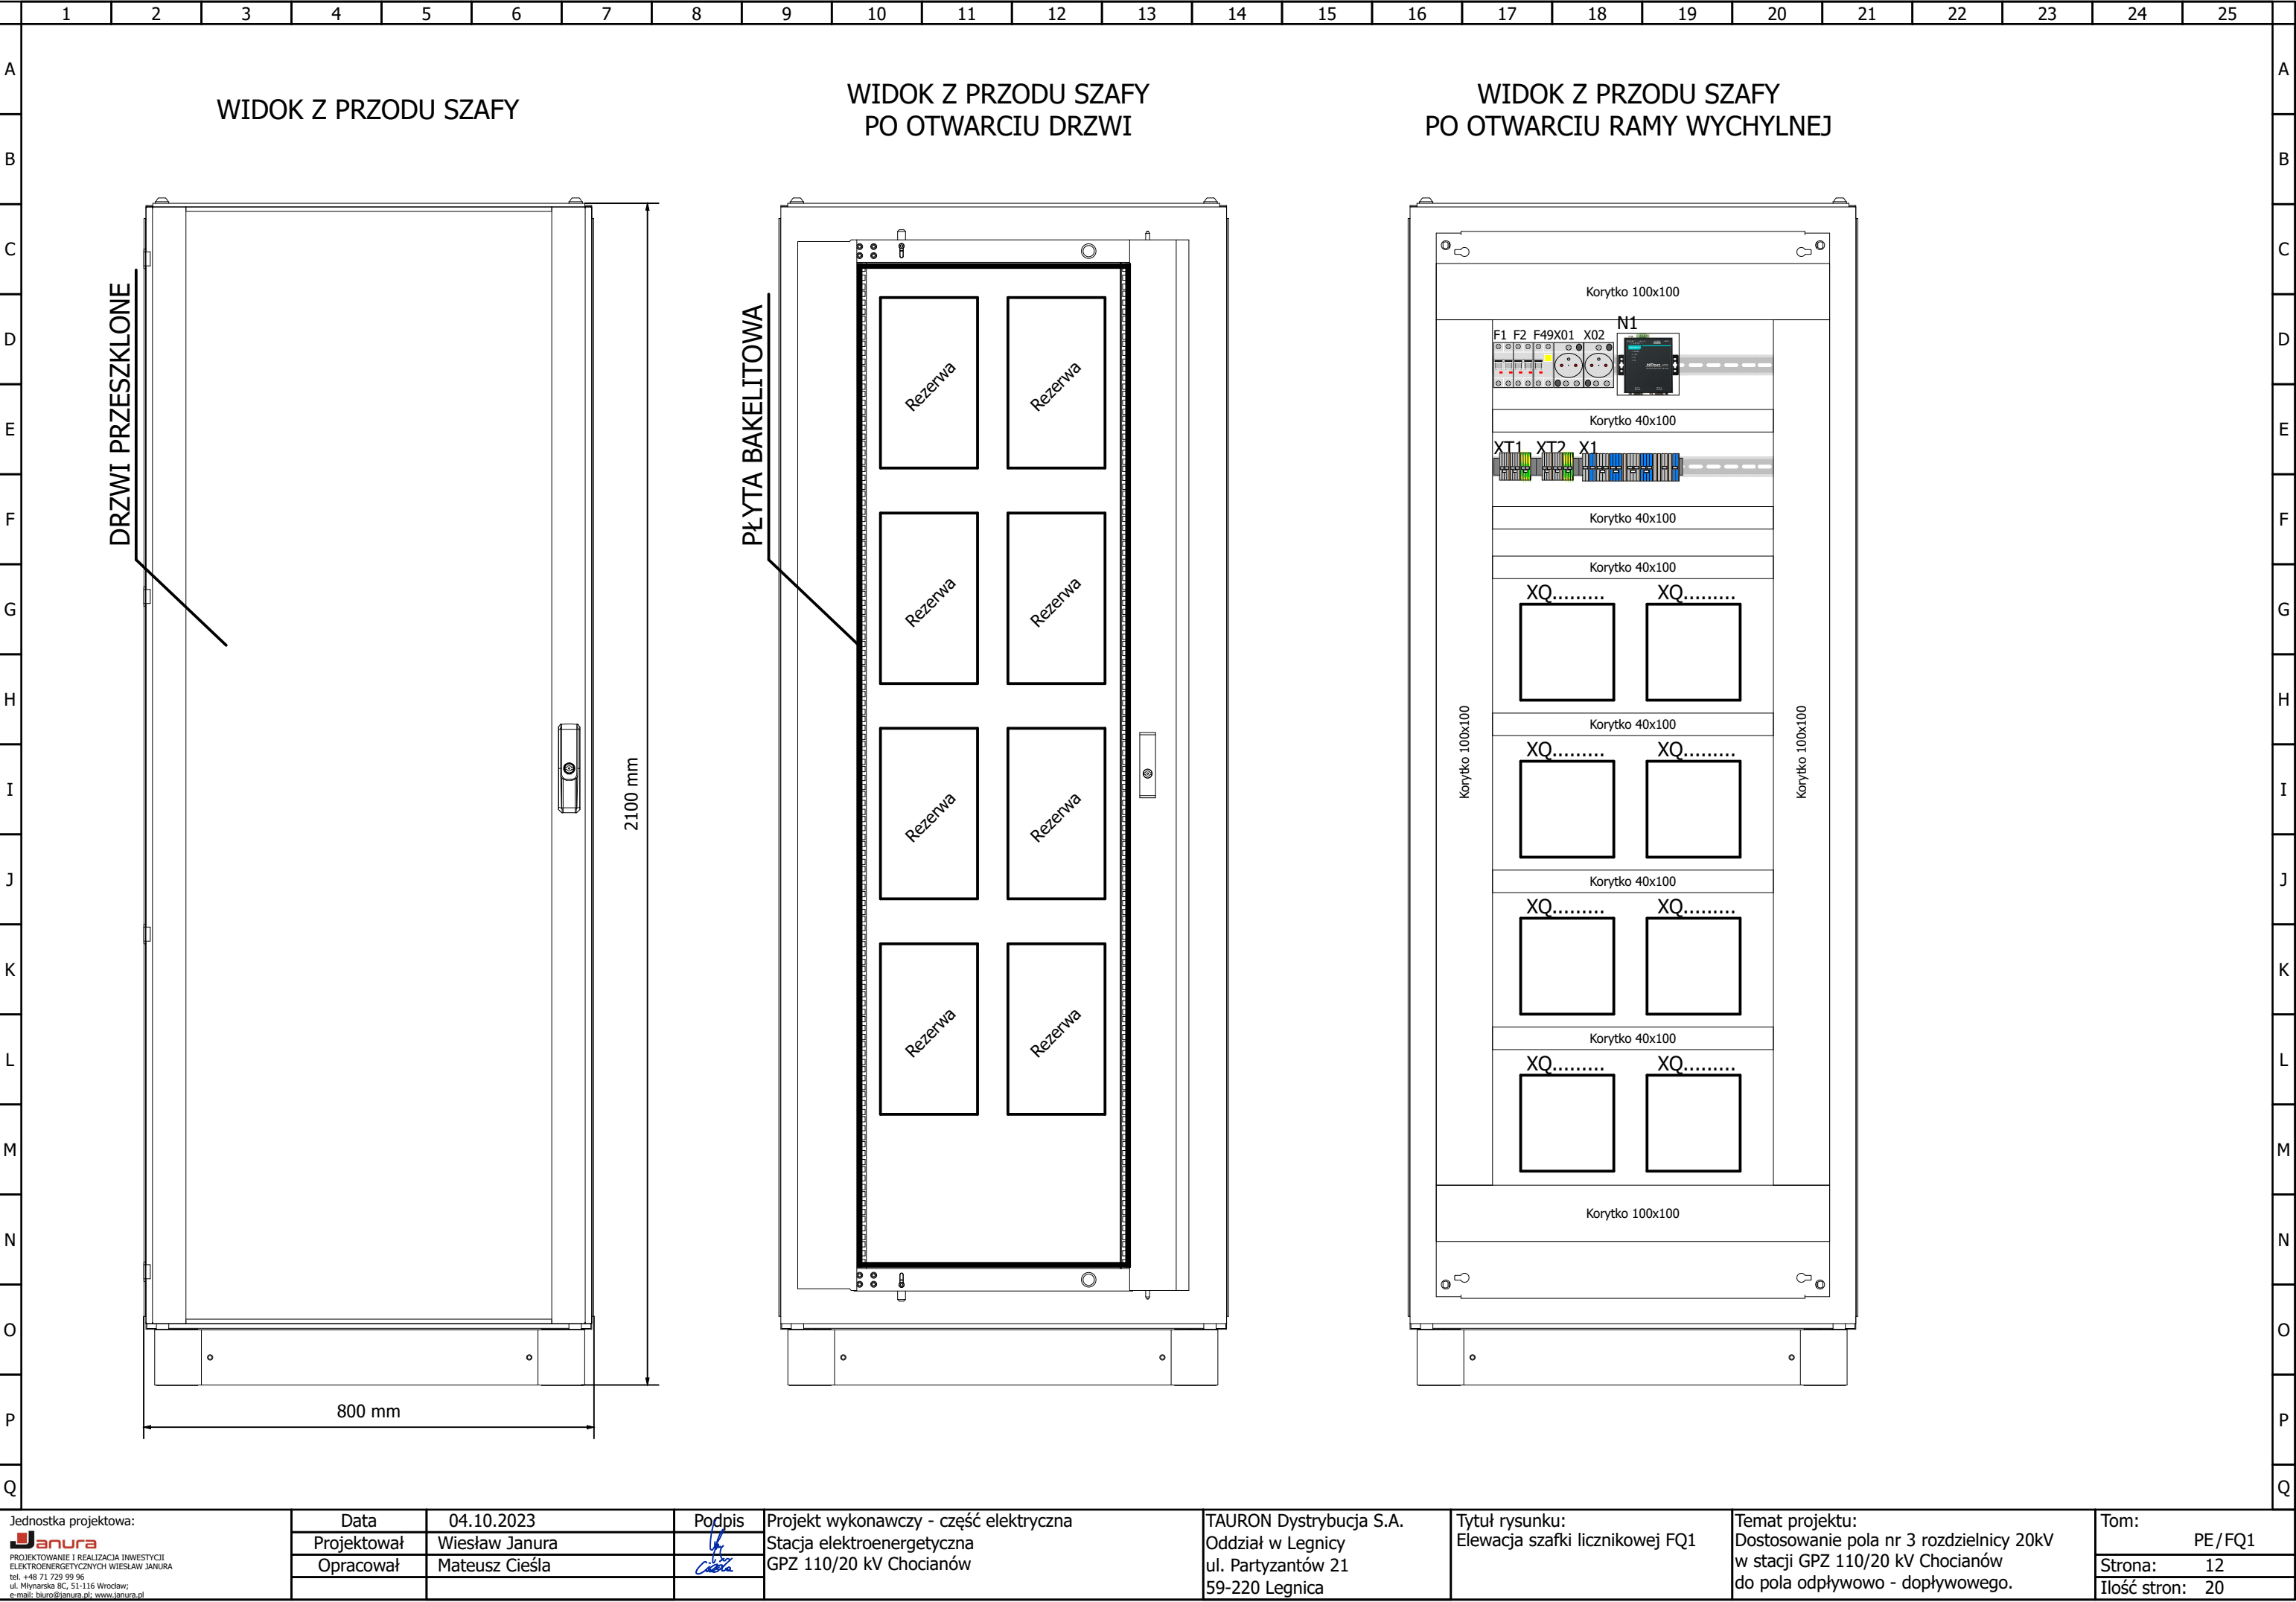 1 2 3 4 5 6 7 8 9 10 11 12 13 14 15 16 17 18 19 20 21 22 23 24 25
A A
B B
C C
D D
E E
F F
G G
H H
I I
J J
K K
L L
M M
N N
O O
P P
Q Q
WIDOK Z PRZODU SZAFY
DRZWI PRZESZKLONE
2100 mm
800 mm
WIDOK Z PRZODU SZAFY
PO OTWARCIU DRZWI
PŁYTA BAKELITOWA
Rezerwa Rezerwa
Rezerwa Rezerwa
Rezerwa Rezerwa
Rezerwa Rezerwa
WIDOK Z PRZODU SZAFY
PO OTWARCIU RAMY WYCHYLNEJ
Korytko 100x100
N1
F1 F2 F49 X01 X02
Korytko 40x100
XT1 XT2 X1
Korytko 40x100
Korytko 40x100
XQ......... XQ.........
Korytko 40x100
Korytko 100x100
Korytko 100x100
XQ......... XQ.........
Korytko 40x100
XQ......... XQ.........
Korytko 40x100
XQ......... XQ.........
Korytko 100x100
Jednostka projektowa:
Janura
PROJEKTOWANIE I REALIZACJA INWESTYCJI
ELEKTROENERGETYCZNYCH WIESŁAW JANURA
tel. +48 71 729 99 96
ul. Młynarska 8C, 51-116 Wrocław;
e-mail: biuro@janura.pl; www.janura.pl
Data 04.10.2023 Podpis
Projektował Wiesław Janura
Opracował Mateusz Cieśla
Cieśla
Projekt wykonawczy - część elektryczna
Stacja elektroenergetyczna
GPZ 110/20 kV Chocianów
TAURON Dystrybucja S.A.
Oddział w Legnicy
ul. Partyzantów 21
59-220 Legnica
Tytuł rysunku:
Elewacja szafki licznikowej FQ1
Temat projektu:
Dostosowanie pola nr 3 rozdzielnicy 20kV
w stacji GPZ 110/20 kV Chocianów
do pola odpływowo - dopływowego.
Tom:
PE/FQ1
Strona: 12
Ilość stron: 20